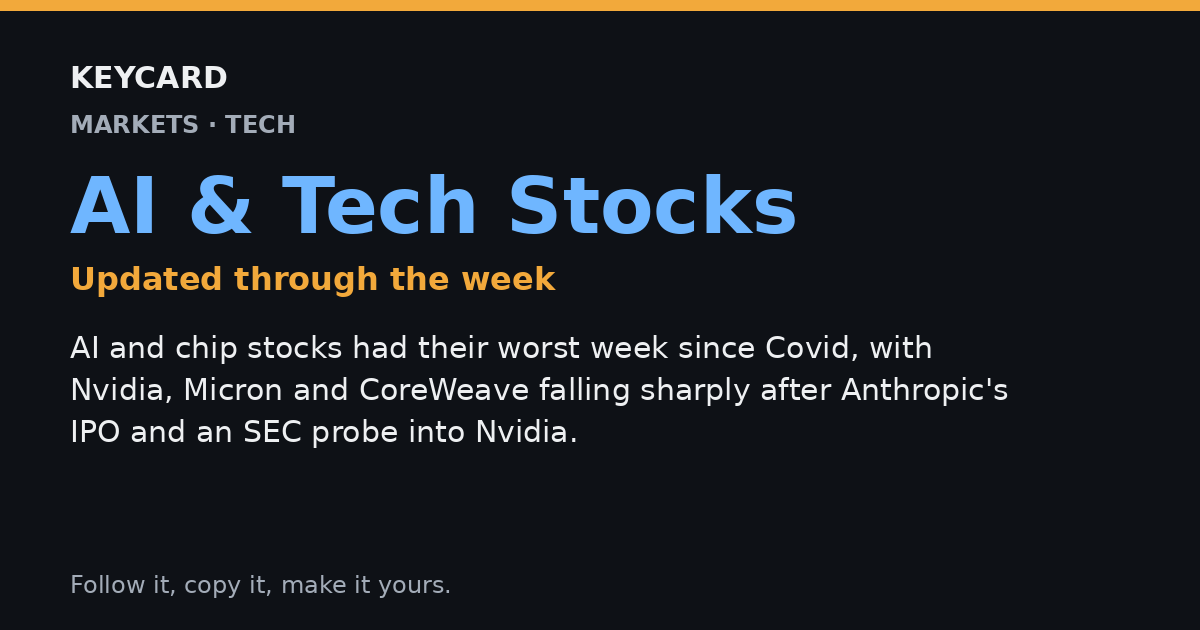 KEYCARD
MARKETS · TECH
AI & Tech Stocks
Updated through the week
AI and chip stocks had their worst week since Covid, with
Nvidia, Micron and CoreWeave falling sharply after Anthropic's
IPO and an SEC probe into Nvidia.
Follow it, copy it, make it yours.